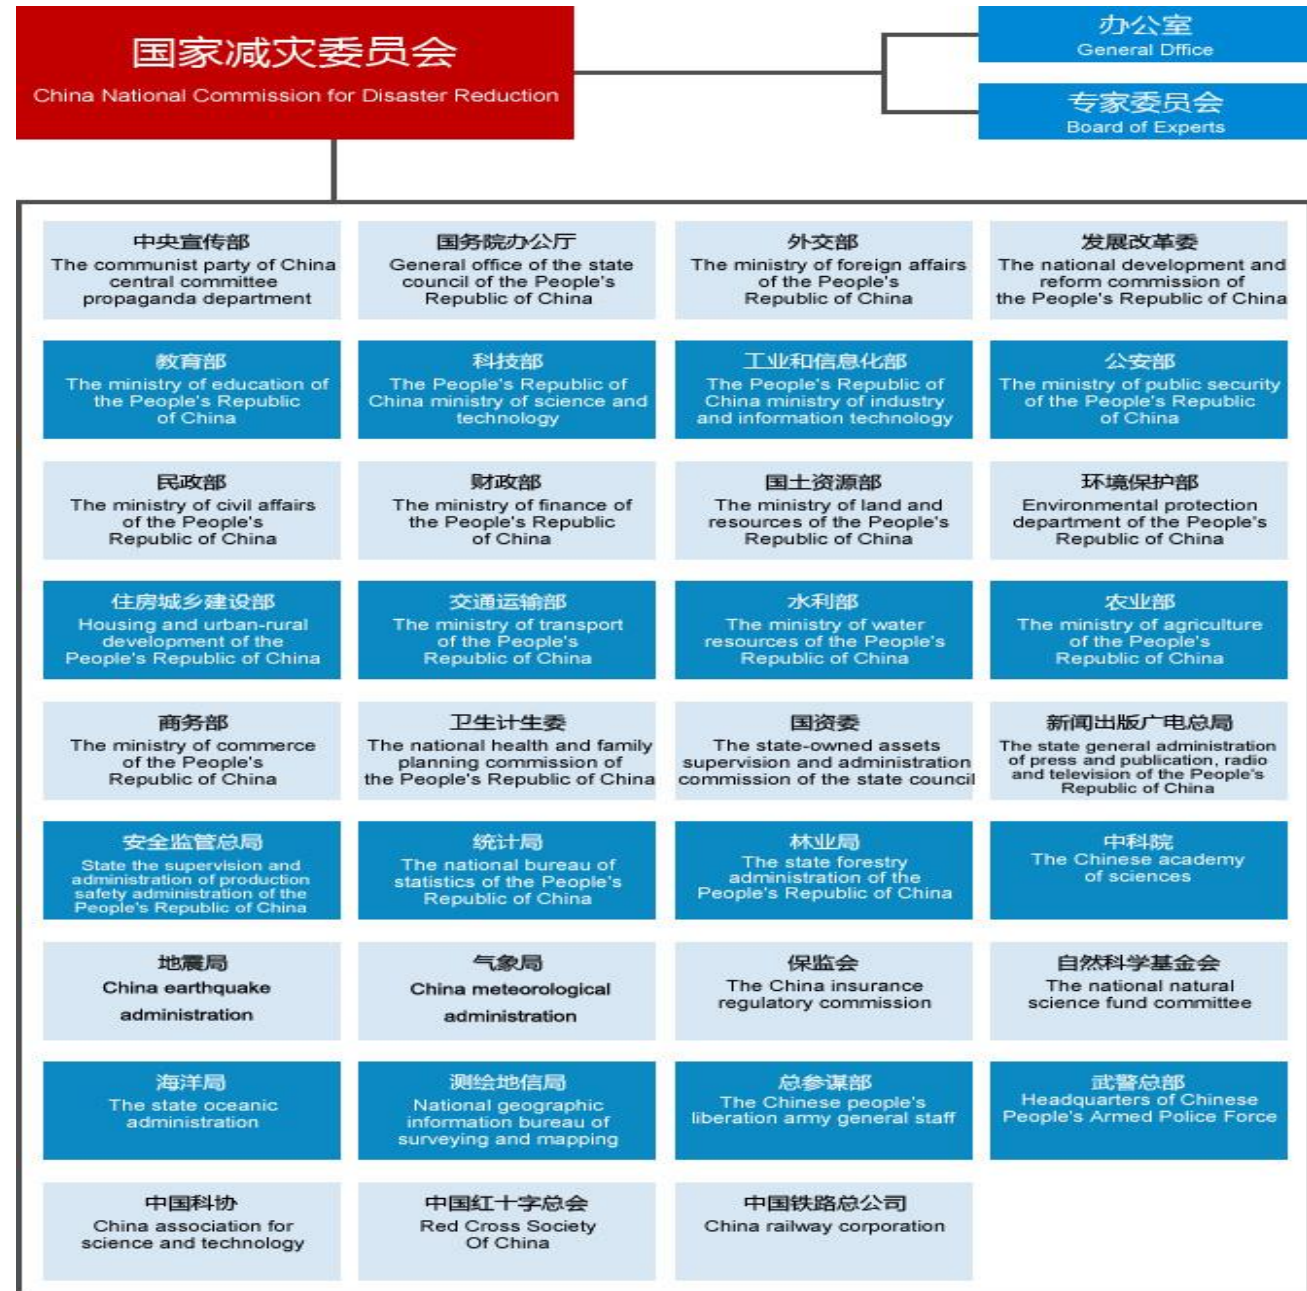 国家减灾委员会
China National Commission for Disaster Reduction
办公室
General Dffice
专家委员会
Board of Experts
中央宣传部
The communist party of China
central committee
propaganda department
国务院办公厅
General office of the state
council of the People's
Republic of China
外交部
The ministry of foreign affairs
of the People's
Republic of China
发展改革委
The national development and
reform commission of
the People's Republic of China
教育部
The ministry of education of
the People's Republic
of China
科技部
The People's Republic of
China ministry of science and
technology
工业和信息化部
The People's Republic of
China ministry of industry
and information technology
公安部
The ministry of public security
of the People's Republic
of China
民政部
The ministry of civil affairs
of the People's
Republic of China
财政部
The ministry of finance of
the People's Republic
of China
国土资源部
The ministry of land and
resources of the People's
Republic of China
环境保护部
Environmental protection
department of the People's
Republic of China
住房城乡建设部
Housing and urban-rural
development of the
People's Republic of China
交通运输部
The ministry of transport
of the People's
Republic of China
水利部
The ministry of water
resources of the People's
Republic of China
农业部
The ministry of agriculture
of the People's
Republic of China
商务部
The ministry of commerce
of the People's
Republic of China
卫生计生委
The national health and family
planning commission of
the People's Republic of China
国资委
The state-owned assets
supervision and administration
commission of the state council
新闻出版广电总局
The state general administration
of press and publication, radio
and television of the People's
Republic of China
安全监管总局
State the supervision and
administration of production
safety administration of the
People's Republic of China
统计局
The national bureau of
statistics of the People's
Republic of China
林业局
The state forestry
administration of the
People's Republic of China
中科院
The Chinese academy
of sciences
地震局
China earthquake
administration
气象局
China meteorological
administration
保监会
The China insurance
regulatory commission
自然科学基金会
The national natural
science fund committee
海洋局
The state oceanic
administration
测绘地信局
National geographic
information bureau of
surveying and mapping
总参谋部
The Chinese people's
liberation army general staff
武警总部
Headquarters of Chinese
People's Armed Police Force
中国科协
China association for
science and technology
中国红十字总会
Red Cross Society
Of China
中国铁路总公司
China railway corporation